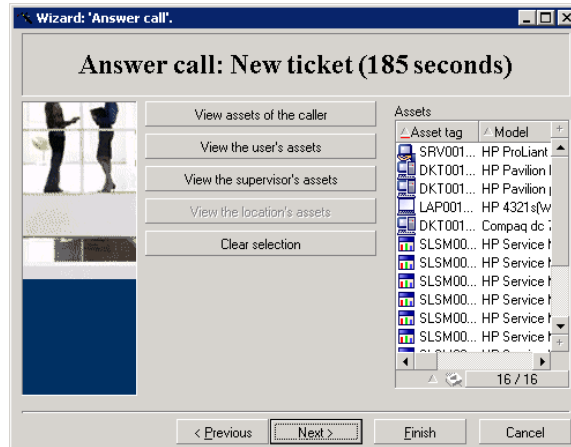 Wizard: 'Answer call'.
Answer call: New ticket (185 seconds)
View assets of the caller
View the user's assets
View the supervisor's assets
View the location's assets
Clear selection
Assets
Asset tag Model
SRV001... HP ProLiant
DKT001... HP Pavilion
DKT001... HP Pavilion
LAP001... HP 4321s(W
DKT001... Compaq dc
SLSM00... HP Service
SLSM00... HP Service
SLSM00... HP Service
SLSM00... HP Service
SLSM00... HP Service
SLSM00... HP Service
16 / 16
< Previous Next > Finish Cancel